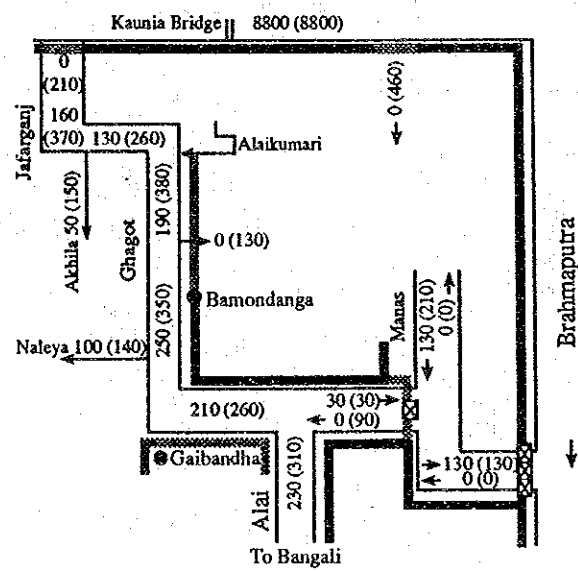 Kaunia Bridge 8800 (8800)
0
(210)
160
(370) 130 (260)
0 (460)
Alaikumari
Jafarganj
Akhila 50 (150)
Ghagot
190 (380)
0 (130)
Bamondanga
250 (350)
Naleya 100 (140)
Manas
130 (210)
0 (0)
Brahmaputra
210 (260)
30 (30)
0 (90)
Gaibandha
Alai
230 (310)
130 (130)
0 (0)
To Bangali